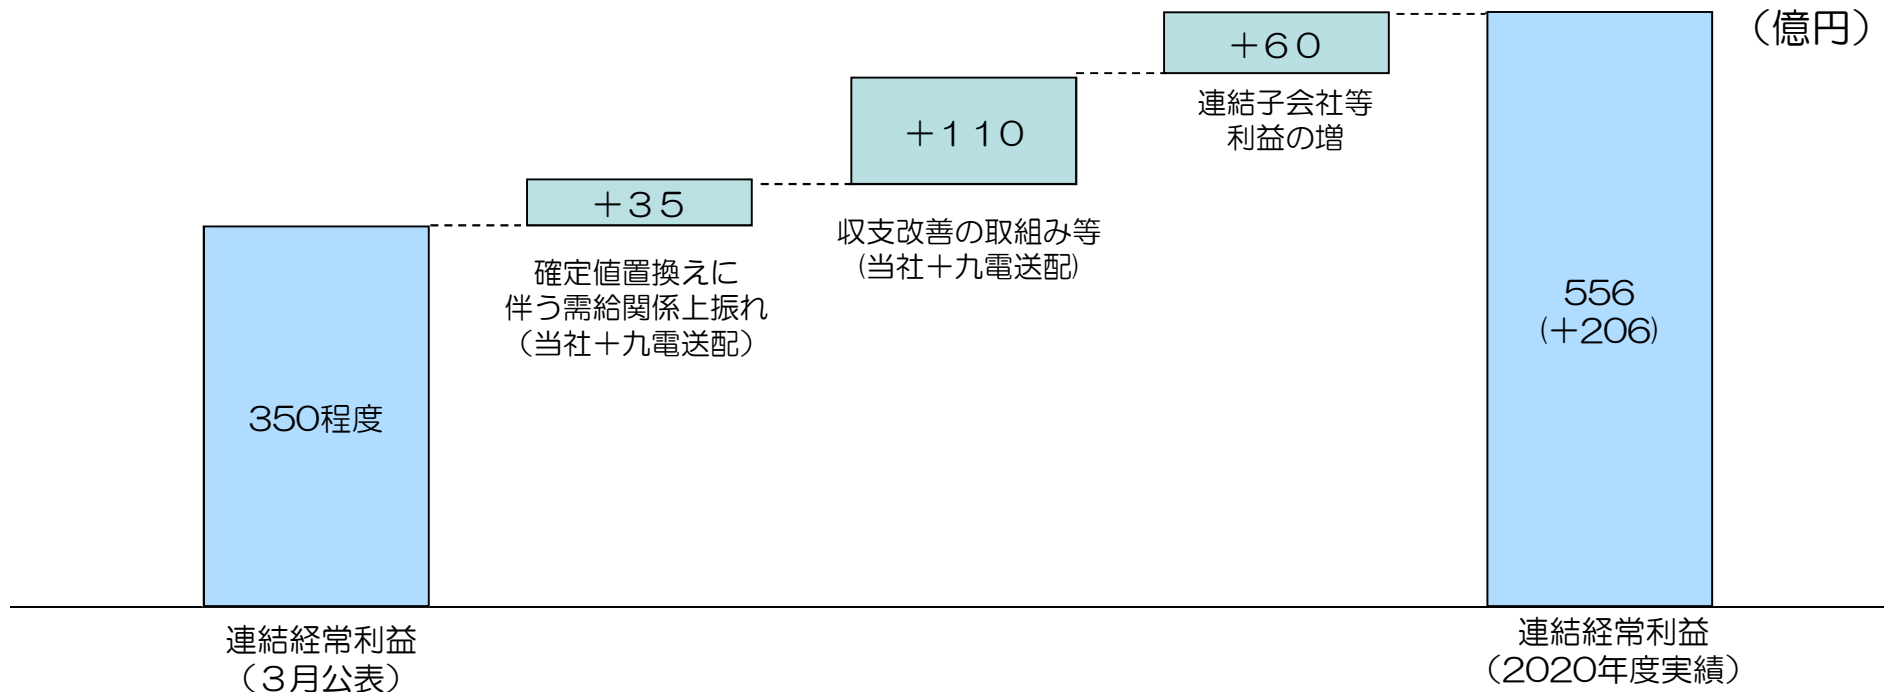 （億円）
＋６０
連結子会社等
利益の増
＋１１０
収支改善の取組み等
(当社＋九電送配)
＋３５
確定値置換えに
伴う需給関係上振れ
（当社＋九電送配）
350程度
556
(＋206)
連結経常利益
（３月公表）
連結経常利益
（2020年度実績）